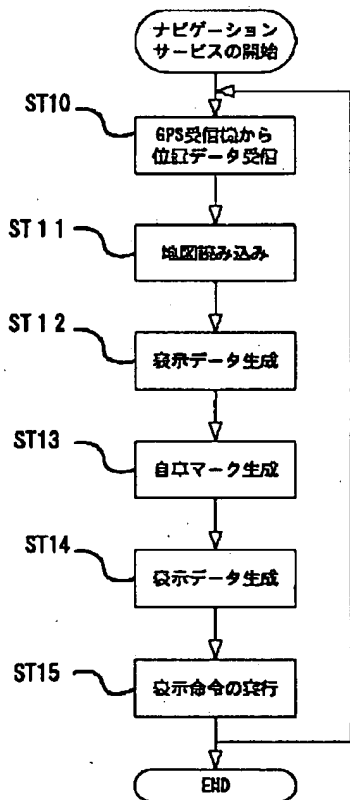 ナビゲーション
サービスの開始
ST10
GPS受信機から
位置データ受信
ST11
地図読み込み
ST12
表示データ生成
ST13
自車マーク生成
ST14
表示データ生成
ST15
表示命令の実行
END